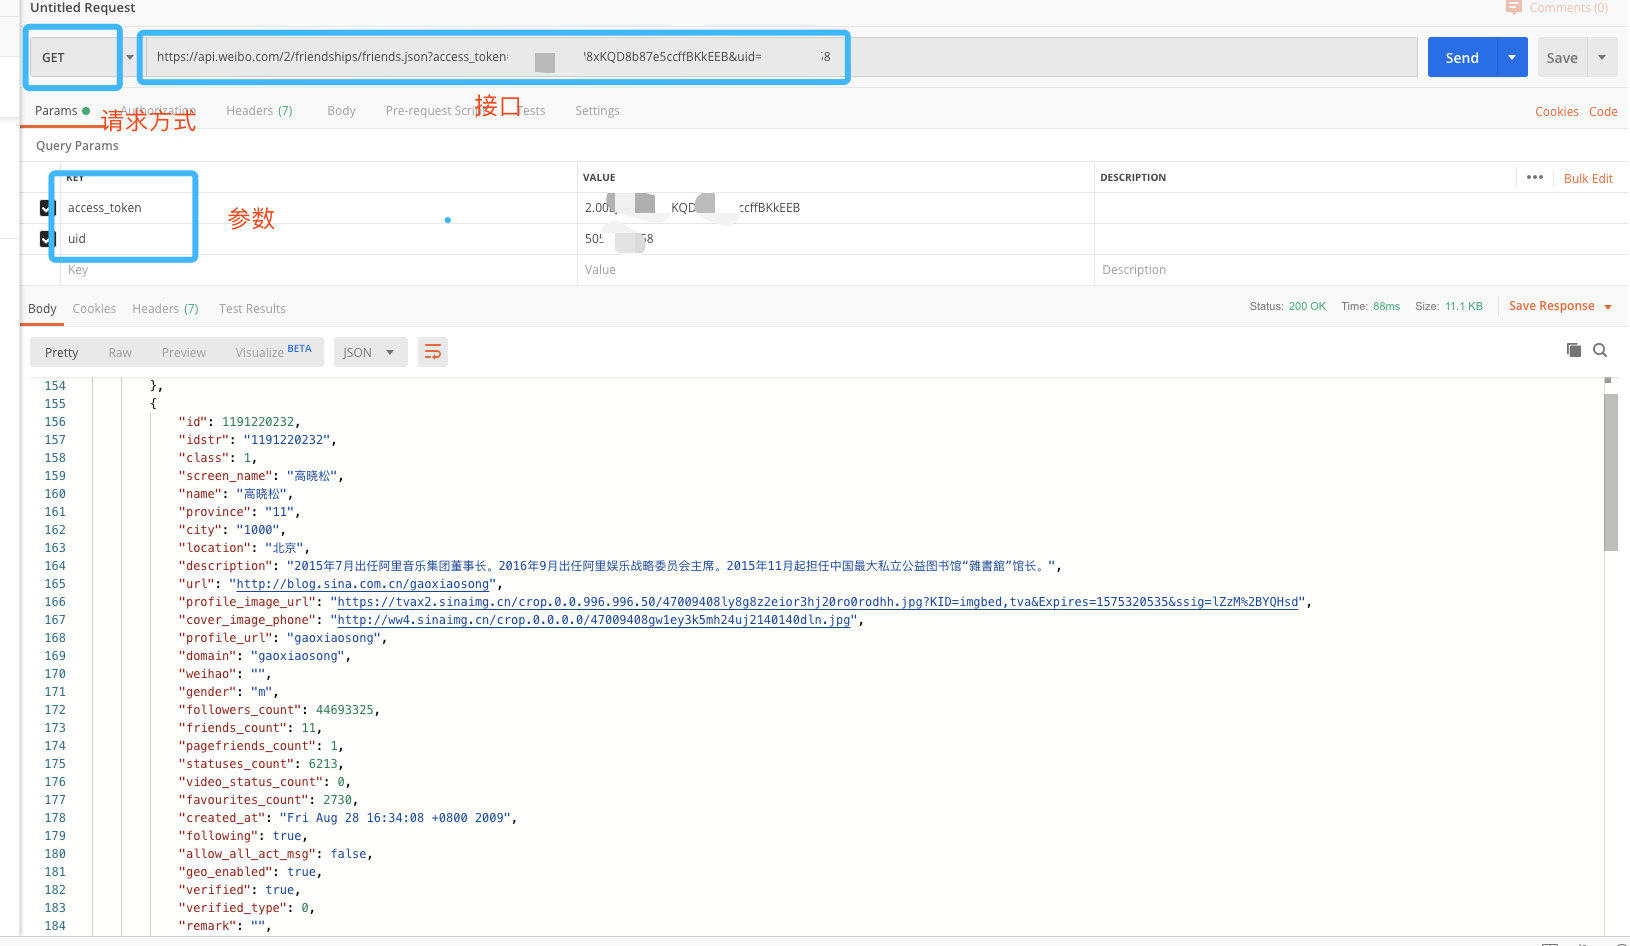 Untitled Request
Comments (0)
GET
https://api.weibo.com/2/friendships/friends.json?access_token=
8xKQD8b87e5ccffBKkEEB&uid=
58
Send
Save
Params
Authorization
Headers (7)
Body
Pre-request Script
Tests
Settings
Cookies
Code
请求方式
接口
Query Params
KEY
VALUE
DESCRIPTION
•••
Bulk Edit
access_token
2.00
KQD
ccffBKkEEB
参数
uid
505
58
Key
Value
Description
Body
Cookies
Headers (7)
Test Results
Status: 200 OK
Time: 88ms
Size: 11.1 KB
Save Response
Pretty
Raw
Preview
Visualize BETA
JSON
154 },
155 {
156 "id": 1191220232,
157 "idstr": "1191220232",
158 "class": 1,
159 "screen_name": "高晓松",
160 "name": "高晓松",
161 "province": "11",
162 "city": "1000",
163 "location": "北京",
164 "description": "2015年7月出任阿里音乐集团董事长。2016年9月出任阿里娱乐战略委员会主席。2015年11月起担任中国最大私立公益图书馆“雜書館”馆长。",
165 "url": "http://blog.sina.com.cn/gaoxiaosong",
166 "profile_image_url": "https://tvax2.sinaimg.cn/crop.0.0.996.996.50/47009408ly8g8z2eior3hj20ro0rodhh.jpg?KID=imgbed,tva&Expires=1575320535&ssig=lZzM%2BYQHsd",
167 "cover_image_phone": "http://ww4.sinaimg.cn/crop.0.0.0.0/47009408gw1ey3k5mh24uj2140140dln.jpg",
168 "profile_url": "gaoxiaosong",
169 "domain": "gaoxiaosong",
170 "weihao": "",
171 "gender": "m",
172 "followers_count": 44693325,
173 "friends_count": 11,
174 "pagefriends_count": 1,
175 "statuses_count": 6213,
176 "video_status_count": 0,
177 "favourites_count": 2730,
178 "created_at": "Fri Aug 28 16:34:08 +0800 2009",
179 "following": true,
180 "allow_all_act_msg": false,
181 "geo_enabled": true,
182 "verified": true,
183 "verified_type": 0,
184 "remark": "",